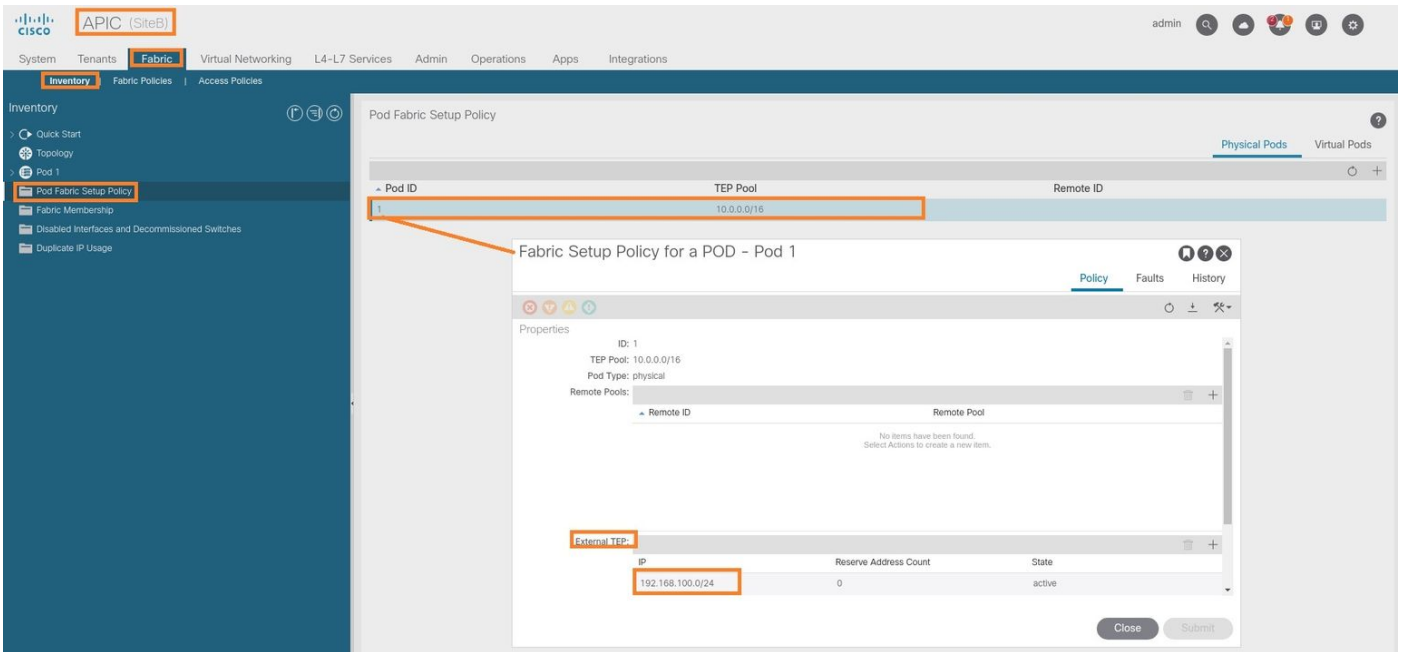 CISCO
APIC (SiteB)
admin
System Tenants Fabric Virtual Networking L4-L7 Services Admin Operations Apps Integrations
Inventory | Fabric Policies | Access Policies
Inventory
Quick Start
Topology
Pod 1
Pod Fabric Setup Policy
Fabric Membership
Disabled Interfaces and Decommissioned Switches
Duplicate IP Usage
Pod Fabric Setup Policy
Physical Pods Virtual Pods
Pod ID TEP Pool Remote ID
1 10.0.0.0/16
Fabric Setup Policy for a POD - Pod 1
Policy Faults History
Properties
ID: 1
TEP Pool: 10.0.0.0/16
Pod Type: physical
Remote Pools:
Remote ID Remote Pool
No items have been found.
Select Actions to create a new item.
External TEP:
IP Reserve Address Count State
192.168.100.0/24 0 active
Close Submit